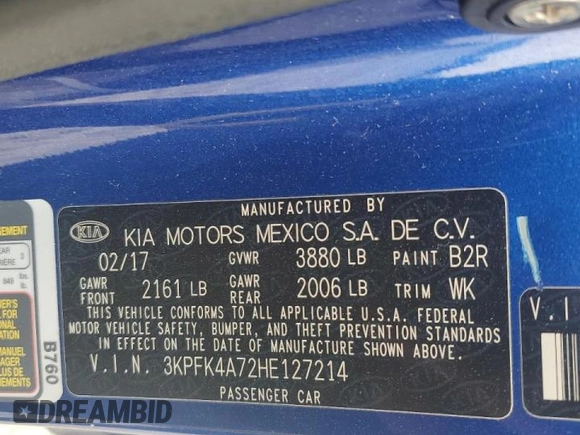 MANUFACTURED BY
KIA KIA MOTORS MEXICO S.A. DE C.V.
02/17 GVWR 3880 LB PAINT B2R
GAWR FRONT 2161 LB GAWR REAR 2006 LB TRIM WK
THIS VEHICLE CONFORMS TO ALL APPLICABLE U.S.A. FEDERAL
MOTOR VEHICLE SAFETY, BUMPER, AND THEFT PREVENTION STANDARDS
IN EFFECT ON THE DATE OF MANUFACTURE SHOWN ABOVE.
V.I.N. 3KPFK4A72HE127214
PASSENGER CAR
B760
V.I
DREAMBID